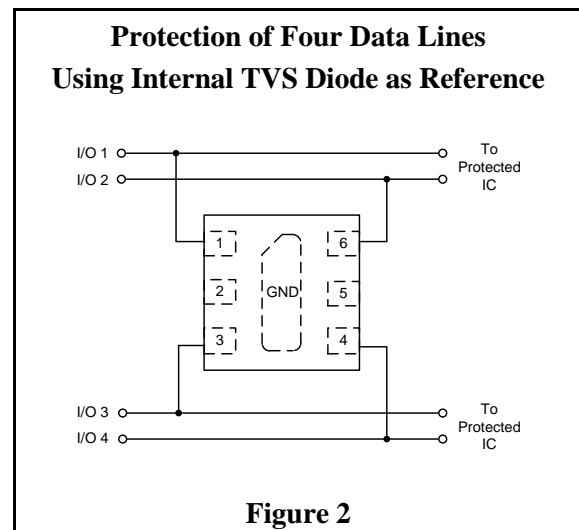 Protection of Four Data Lines
Using Internal TVS Diode as Reference
I/O 1
I/O 2
To
Protected
IC
1
6
2
GND
5
3
4
I/O 3
I/O 4
To
Protected
IC
Figure 2